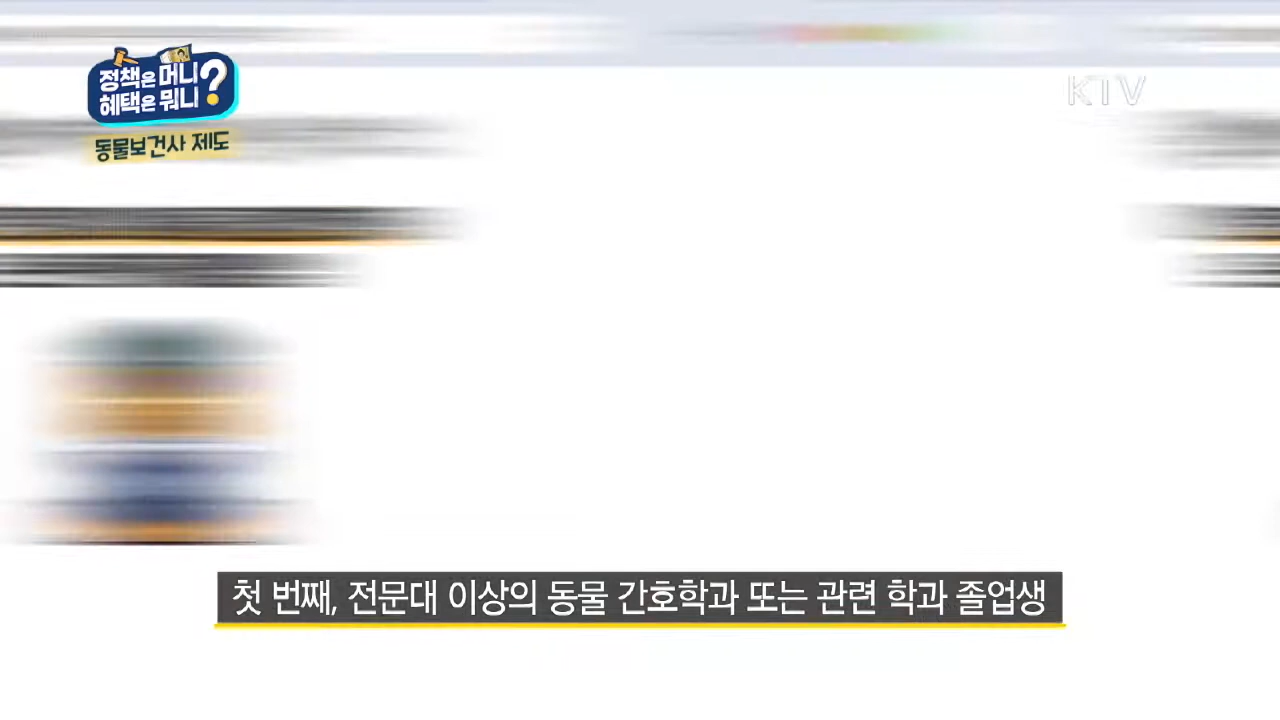 정책은 머니
혜택은 뭐니?
동물보건사 제도
KTV
첫 번째, 전문대 이상의 동물 간호학과 또는 관련 학과 졸업생